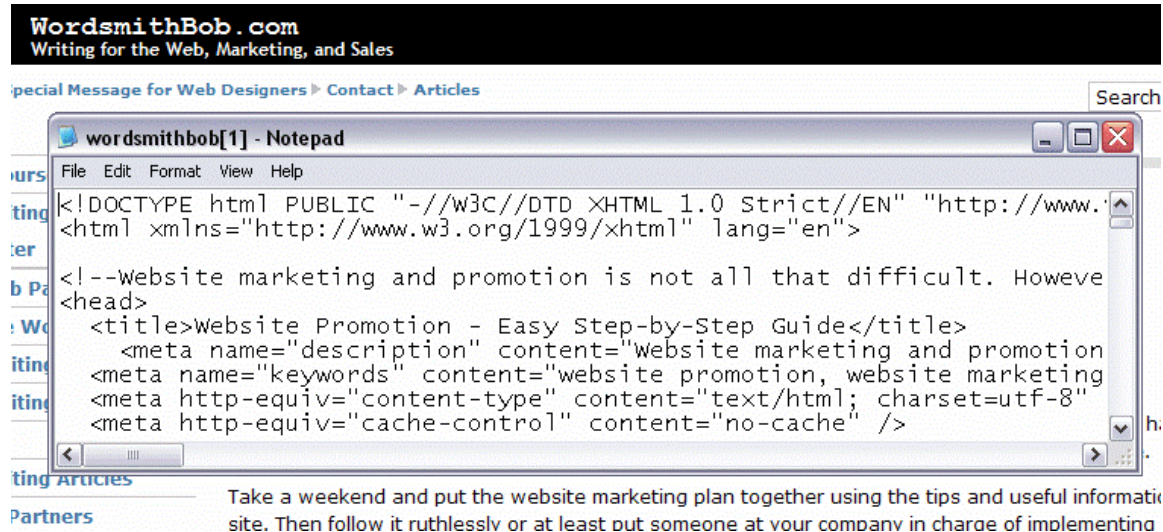 WordsmithBob.com
Writing for the Web, Marketing, and Sales
pecial Message for Web Designers Contact Articles
Search
wordsmithbob[1] - Notepad
File Edit Format View Help
<!DOCTYPE html PUBLIC "-//W3C//DTD XHTML 1.0 Strict//EN" "http://www.
<html xmlns="http://www.w3.org/1999/xhtml" lang="en">
<!--Website marketing and promotion is not all that difficult. Howeve
<head>
<title>Website Promotion - Easy Step-by-Step Guide</title>
<meta name="description" content="Website marketing and promotion
<meta name="keywords" content="website promotion, website marketing
<meta http-equiv="content-type" content="text/html; charset=utf-8"
<meta http-equiv="cache-control" content="no-cache" />
ting Articles
Partners
Take a weekend and put the website marketing plan together using the tips and useful informatio
site. Then follow it ruthlessly or at least put someone at your company in charge of implementing